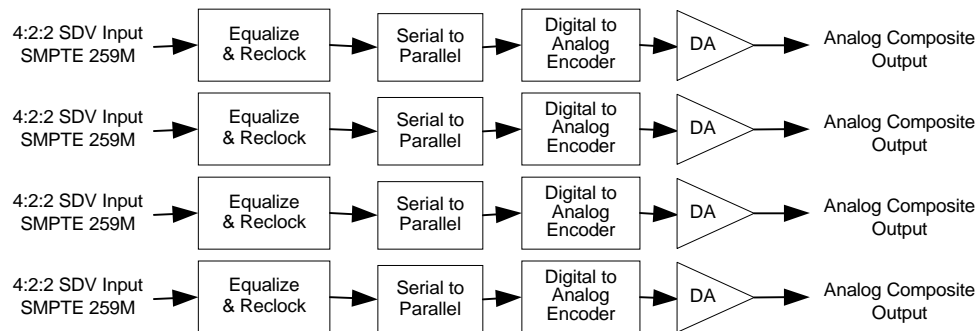 4:2:2 SDV Input
SMPTE 259M
Equalize
& Reclock
Serial to
Parallel
Digital to
Analog
Encoder
DA
Analog Composite
Output
4:2:2 SDV Input
SMPTE 259M
Equalize
& Reclock
Serial to
Parallel
Digital to
Analog
Encoder
DA
Analog Composite
Output
4:2:2 SDV Input
SMPTE 259M
Equalize
& Reclock
Serial to
Parallel
Digital to
Analog
Encoder
DA
Analog Composite
Output
4:2:2 SDV Input
SMPTE 259M
Equalize
& Reclock
Serial to
Parallel
Digital to
Analog
Encoder
DA
Analog Composite
Output